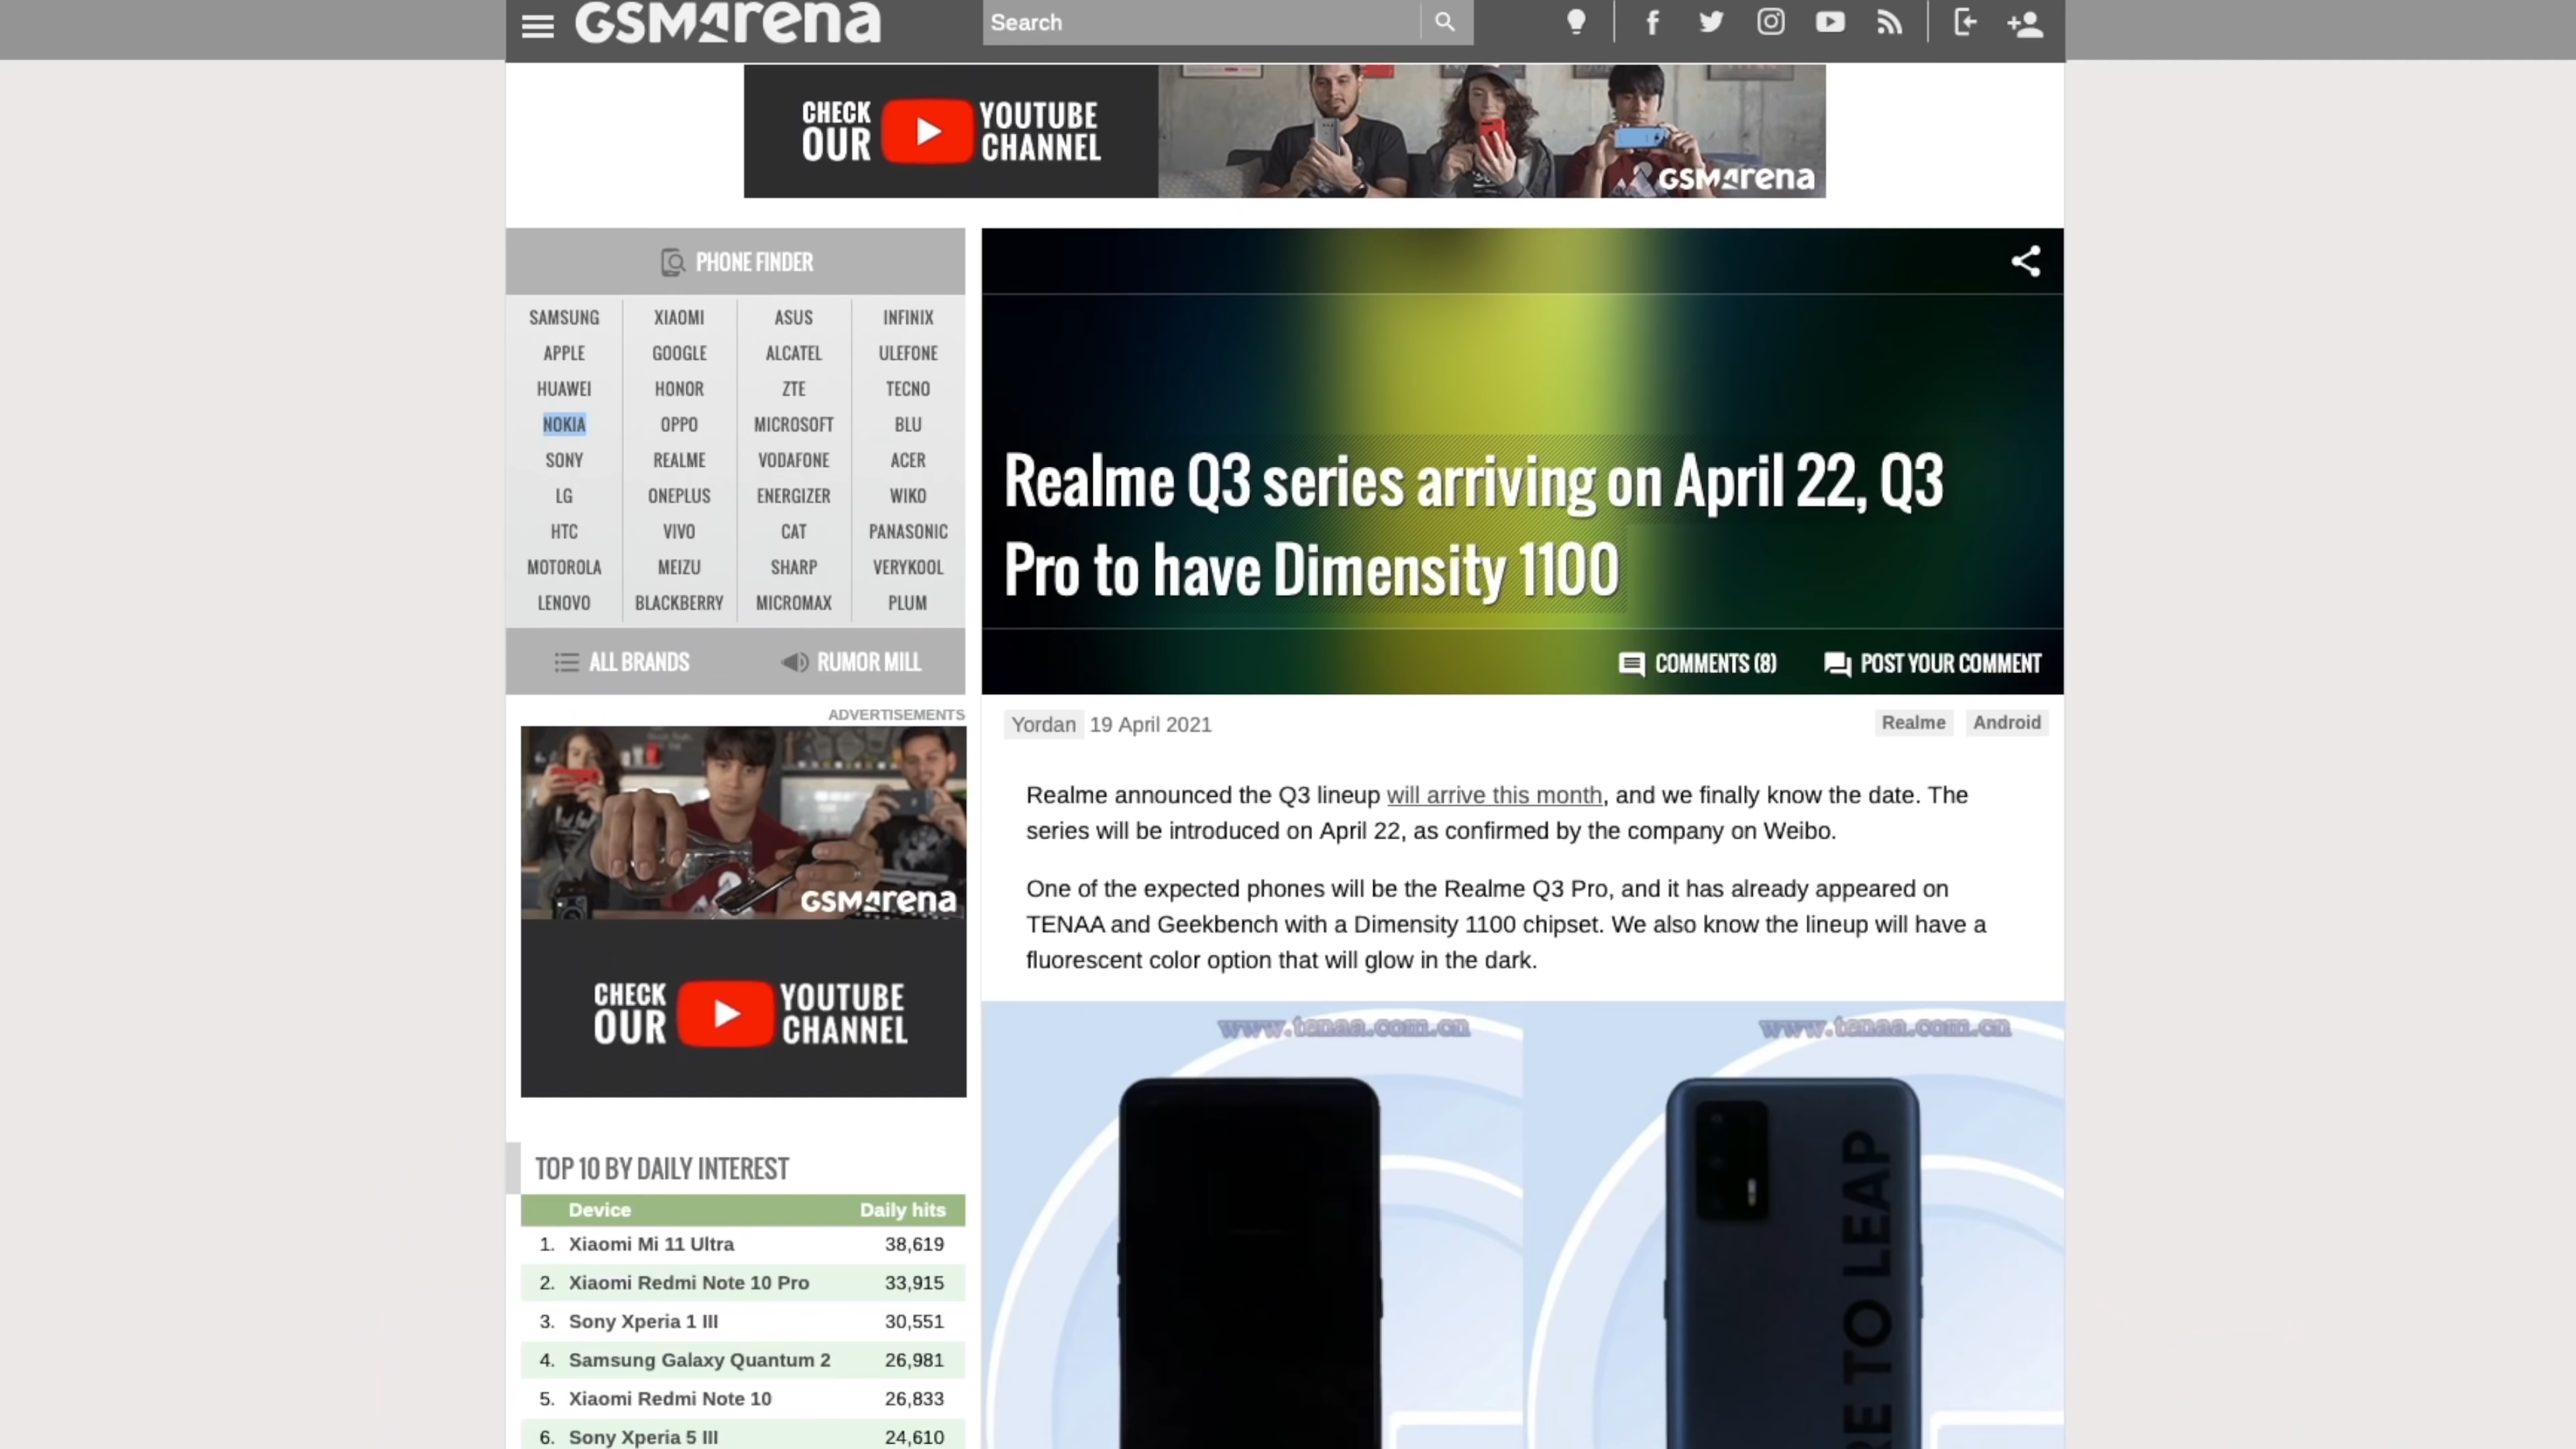 GSMArena
Search
CHECK OUR YOUTUBE CHANNEL
GSMArena
PHONE FINDER
SAMSUNG XIAOMI ASUS INFINIX
APPLE GOOGLE ALCATEL ULEFONE
HUAWEI HONOR ZTE TECNO
NOKIA OPPO MICROSOFT BLU
SONY REALME VODAFONE ACER
LG ONEPLUS ENERGIZER WIKO
HTC VIVO CAT PANASONIC
MOTOROLA MEIZU SHARP VERYKOOL
LENOVO BLACKBERRY MICROMAX PLUM
ALL BRANDS RUMOR MILL
Realme Q3 series arriving on April 22, Q3
Pro to have Dimensity 1100
COMMENTS (8) POST YOUR COMMENT
Yordan 19 April 2021 Realme Android
Realme announced the Q3 lineup will arrive this month, and we finally know the date. The
series will be introduced on April 22, as confirmed by the company on Weibo.
One of the expected phones will be the Realme Q3 Pro, and it has already appeared on
TENAA and Geekbench with a Dimensity 1100 chipset. We also know the lineup will have a
fluorescent color option that will glow in the dark.
www.tenaa.com.cn www.tenaa.com.cn
RE TO LEAP
ADVERTISEMENTS
GSMArena
CHECK OUR YOUTUBE CHANNEL
TOP 10 BY DAILY INTEREST
Device Daily hits
1. Xiaomi Mi 11 Ultra 38,619
2. Xiaomi Redmi Note 10 Pro 33,915
3. Sony Xperia 1 III 30,551
4. Samsung Galaxy Quantum 2 26,981
5. Xiaomi Redmi Note 10 26,833
6. Sony Xperia 5 III 24,610